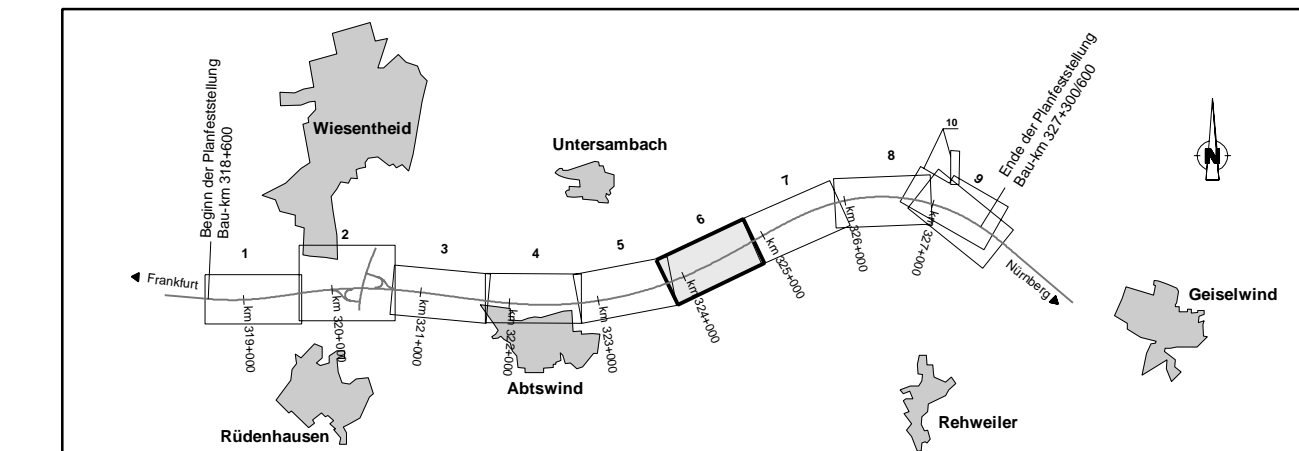 Beginn der Planfeststellung
Bau-km 318+600
Wiesentheid
Untersambach
Ende der Planfeststellung
Bau-km 327+300/600
N
10
1
2
3
4
5
6
7
8
9
Frankfurt
Nürnberg
km 319+000
km 320+000
km 321+000
km 322+000
km 323+000
km 324+000
km 325+000
km 326+000
km 327+000
Geiselwind
Abtswind
Rehweiler
Rüdenhausen